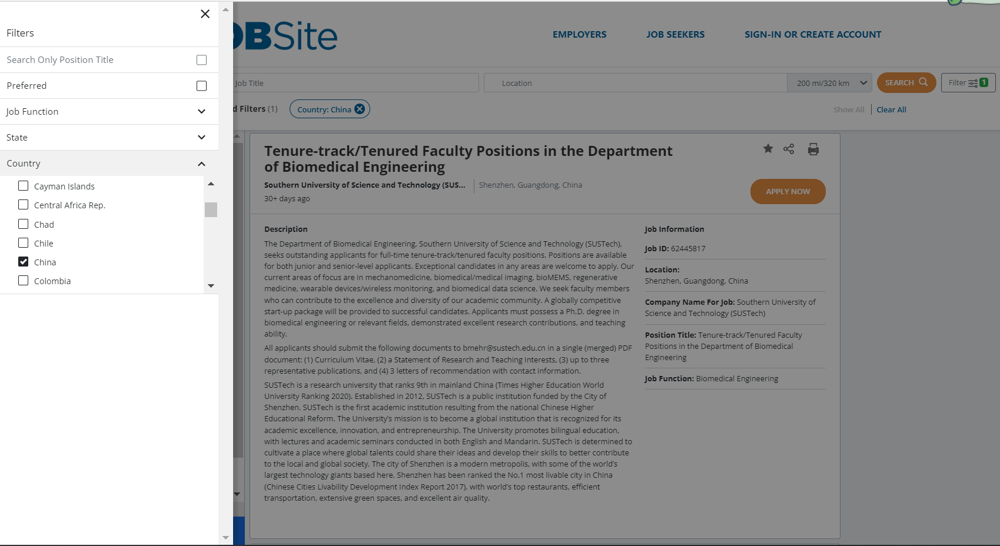 Filters
Search Only Position Title
Preferred
Job Function
State
Country
Cayman Islands
Central Africa Rep.
Chad
Chile
China
Colombia
OBSite
EMPLOYERS
JOB SEEKERS
SIGN-IN OR CREATE ACCOUNT
Job Title
Location
200 mi/320 km
SEARCH
Filter 1
d Filters (1)
Country: China
Show All
Clear All
Tenure-track/Tenured Faculty Positions in the Department
of Biomedical Engineering
Southern University of Science and Technology (SUS...
Shenzhen, Guangdong, China
30+ days ago
APPLY NOW
Description
The Department of Biomedical Engineering, Southern University of Science and Technology (SUSTech),
seeks outstanding applicants for full-time tenure-track/tenured faculty positions. Positions are available
for both junior and senior-level applicants. Exceptional candidates in any areas are welcome to apply. Our
current areas of focus are in mechanomedicine, biomedical/medical imaging, bioMEMS, regenerative
medicine, wearable devices/wireless monitoring, and biomedical data science. We seek faculty members
who can contribute to the excellence and diversity of our academic community. A globally competitive
start-up package will be provided to successful candidates. Applicants must possess a Ph.D. degree in
biomedical engineering or relevant fields, demonstrated excellent research contributions, and teaching
ability.
All applicants should submit the following documents to bmehr@sustech.edu.cn in a single (merged) PDF
document: (1) Curriculum Vitae, (2) a Statement of Research and Teaching Interests, (3) up to three
representative publications, and (4) 3 letters of recommendation with contact information.
SUSTech is a research university that ranks 9th in mainland China (Times Higher Education World
University Ranking 2020). Established in 2012, SUSTech is a public institution funded by the City of
Shenzhen. SUSTech is the first academic institution resulting from the national Chinese Higher
Educational Reform. The University's mission is to become a global institution that is recognized for its
academic excellence, innovation, and entrepreneurship. The University promotes bilingual education,
with lectures and academic seminars conducted in both English and Mandarin. SUSTech is determined to
cultivate a place where global talents could share their ideas and develop their skills to better contribute
to the local and global society. The city of Shenzhen is a modern metropolis, with some of the world's
largest technology giants based here. Shenzhen has been ranked the No.1 most livable city in China
(Chinese Cities Livability Development Index Report 2017), with world's top restaurants, efficient
transportation, extensive green spaces, and excellent air quality.
Job Information
Job ID: 62445817
Location:
Shenzhen, Guangdong, China
Company Name For Job: Southern University of
Science and Technology (SUSTech)
Position Title: Tenure-track/Tenured Faculty
Positions in the Department of Biomedical
Engineering
Job Function: Biomedical Engineering